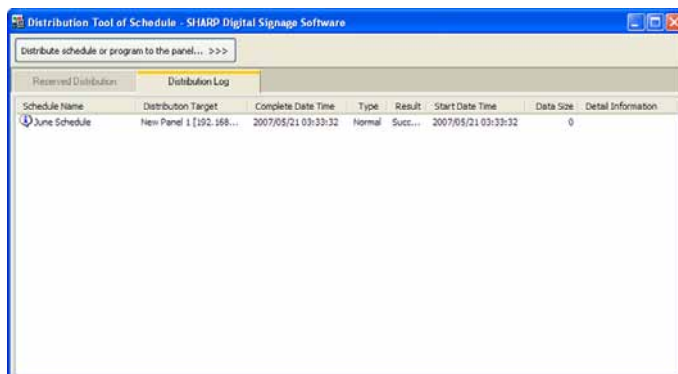 Distribution Tool of Schedule - SHARP Digital Signage Software
Distribute schedule or program to the panel... >>>
Reserved Distribution Distribution Log
Schedule Name Distribution Target Complete Date Time Type Result Start Date Time Data Size Detail Information
June Schedule New Panel 1 [192.168... 2007/05/21 03:33:32 Normal Succ... 2007/05/21 03:33:32 0